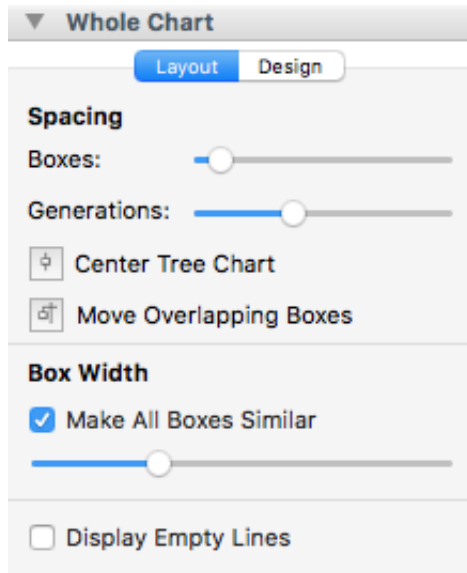 Whole Chart
Layout Design
Spacing
Boxes:
Generations:
Center Tree Chart
Move Overlapping Boxes
Box Width
Make All Boxes Similar
Display Empty Lines